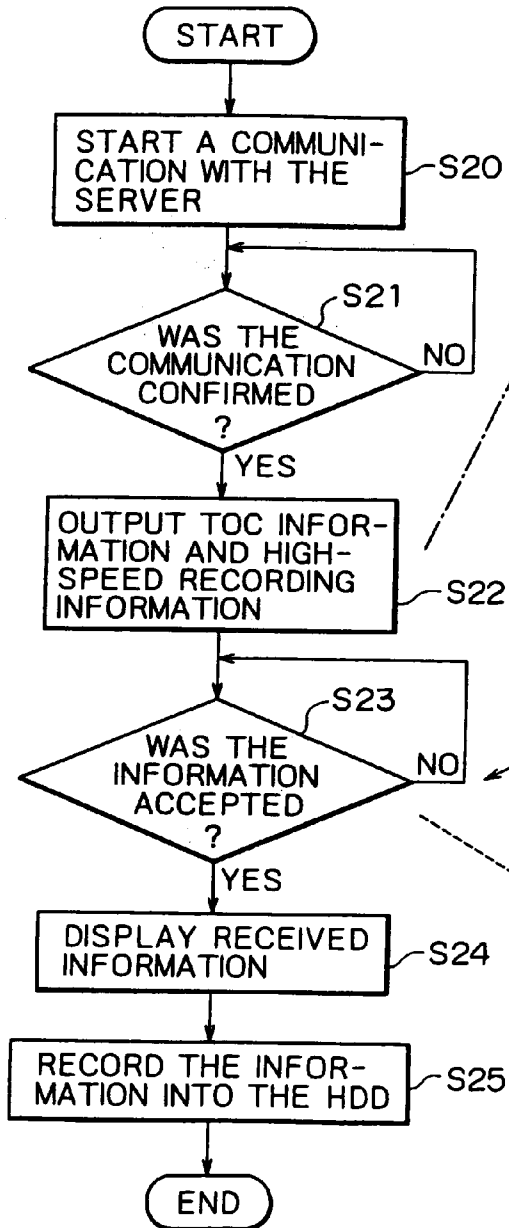 START
START A COMMUNI-
CATION WITH THE
SERVER
S20
S21
WAS THE
COMMUNICATION
CONFIRMED
?
NO
YES
OUTPUT TOC INFOR-
MATION AND HIGH-
SPEED RECORDING
INFORMATION
S22
S23
WAS THE
INFORMATION
ACCEPTED
?
NO
YES
DISPLAY RECEIVED
INFORMATION
S24
RECORD THE INFOR-
MATION INTO THE HDD
S25
END